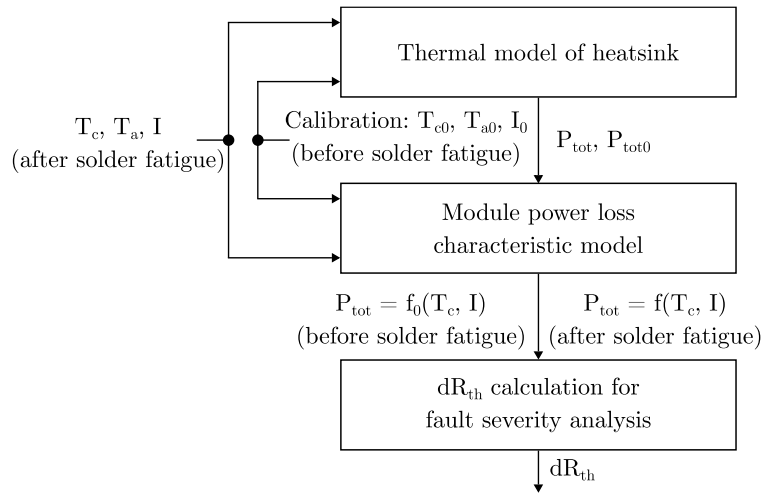 Thermal model of heatsink
T_c, T_a, I
(after solder fatigue)
Calibration: T_c0, T_a0, I_0
(before solder fatigue)
P_tot, P_tot0
Module power loss
characteristic model
P_tot = f_0(T_c, I)
(before solder fatigue)
P_tot = f(T_c, I)
(after solder fatigue)
dR_th calculation for
fault severity analysis
dR_th